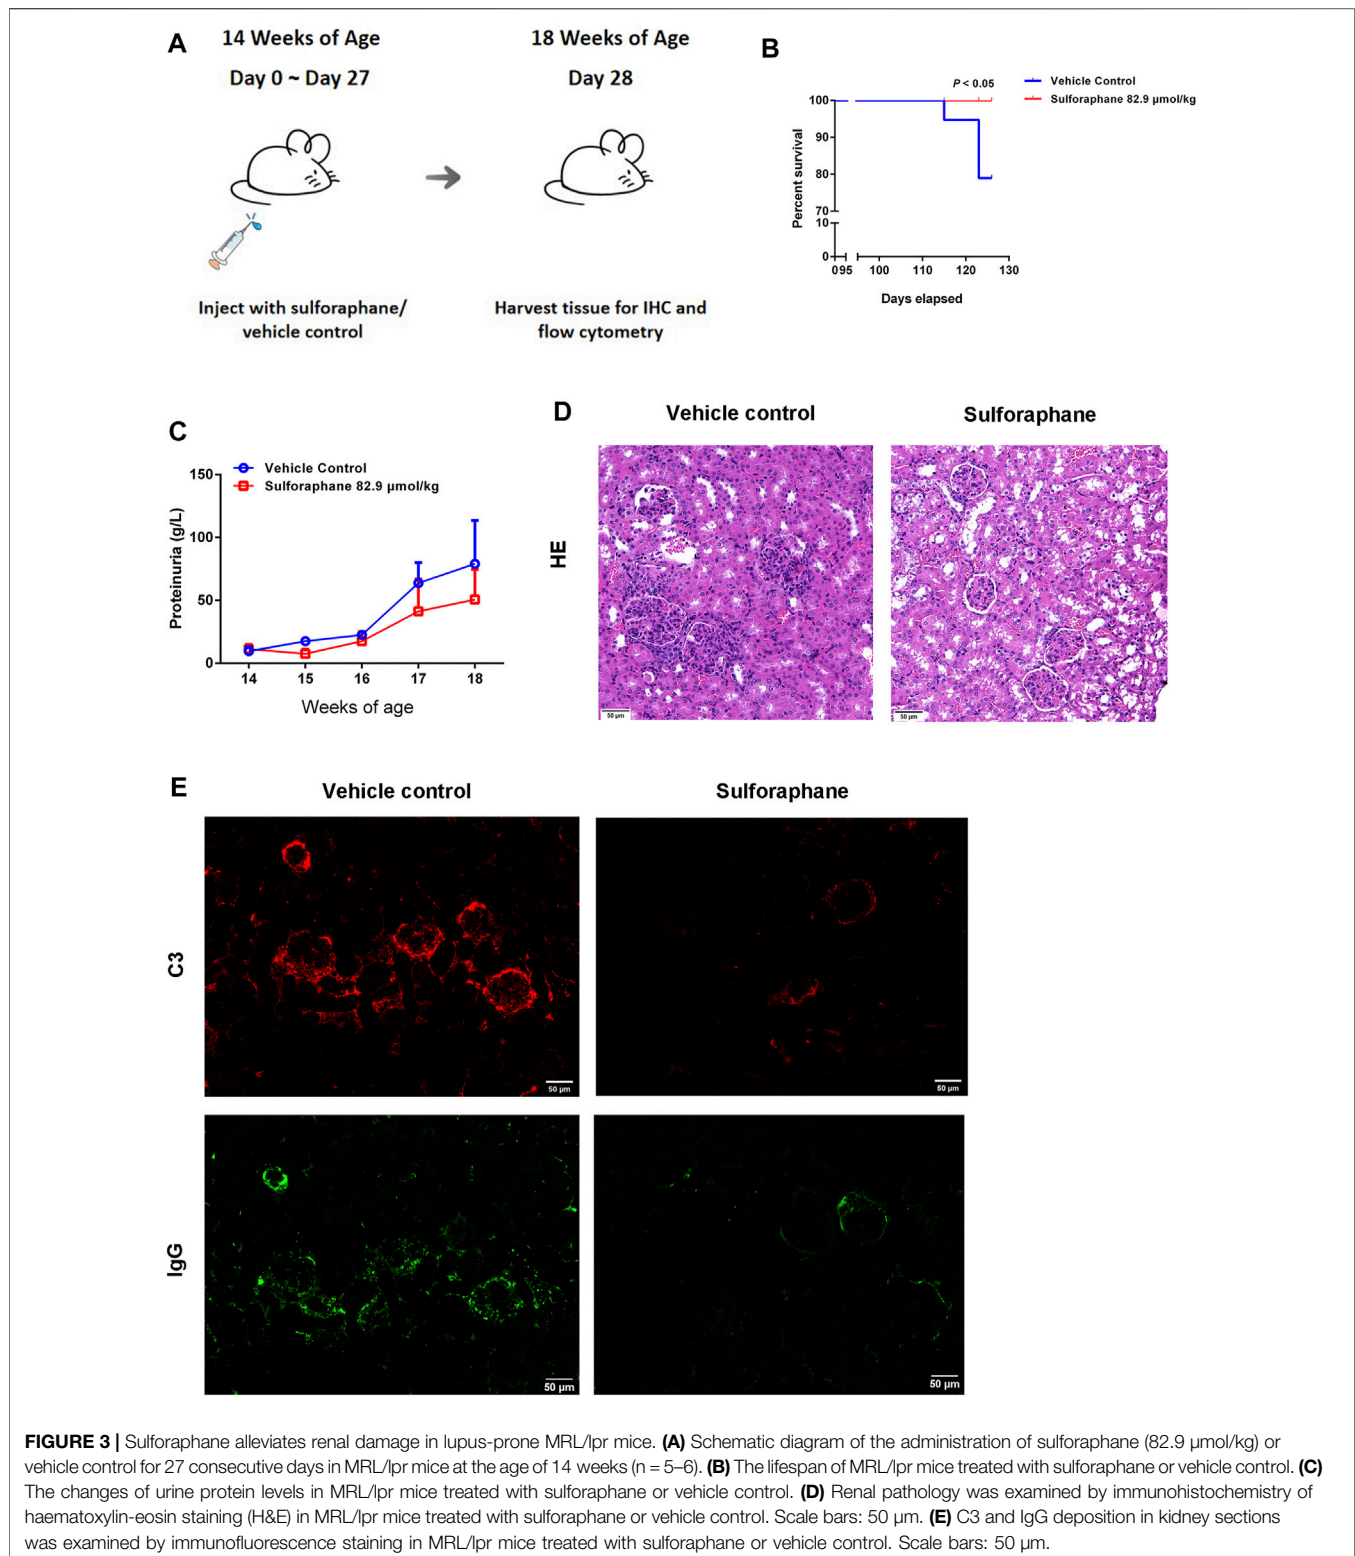 A
14 Weeks of Age
Day 0 ~ Day 27
18 Weeks of Age
Day 28
Inject with sulforaphane/
vehicle control
Harvest tissue for IHC and
flow cytometry
B
P < 0.05
Vehicle Control
Sulforaphane 82.9 µmol/kg
Percent survival
100
90
80
70
10
0
0 95 100 110 120 130
Days elapsed
C
Vehicle Control
Sulforaphane 82.9 µmol/kg
Proteinuria (g/L)
150
100
50
0
14 15 16 17 18
Weeks of age
D
Vehicle control Sulforaphane
HE
50 µm
50 µm
E
Vehicle control Sulforaphane
C3
50 µm
50 µm
IgG
50 µm
50 µm
FIGURE 3 | Sulforaphane alleviates renal damage in lupus-prone MRL/lpr mice. (A) Schematic diagram of the administration of sulforaphane (82.9 µmol/kg) or
vehicle control for 27 consecutive days in MRL/lpr mice at the age of 14 weeks (n = 5–6). (B) The lifespan of MRL/lpr mice treated with sulforaphane or vehicle control. (C)
The changes of urine protein levels in MRL/lpr mice treated with sulforaphane or vehicle control. (D) Renal pathology was examined by immunohistochemistry of
haematoxylin-eosin staining (H&E) in MRL/lpr mice treated with sulforaphane or vehicle control. Scale bars: 50 µm. (E) C3 and IgG deposition in kidney sections
was examined by immunofluorescence staining in MRL/lpr mice treated with sulforaphane or vehicle control. Scale bars: 50 µm.